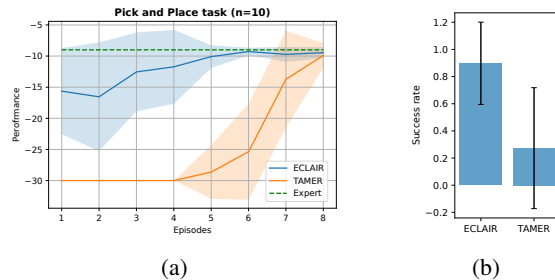 Pick and Place task (n=10)
Perofrmance
−5
−10
−15
−20
−25
−30
1 2 3 4 5 6 7 8
Episodes
ECLAIR
TAMER
Expert
(a)
Success rate
1.2
1.0
0.8
0.6
0.4
0.2
0.0
−0.2
ECLAIR TAMER
(b)